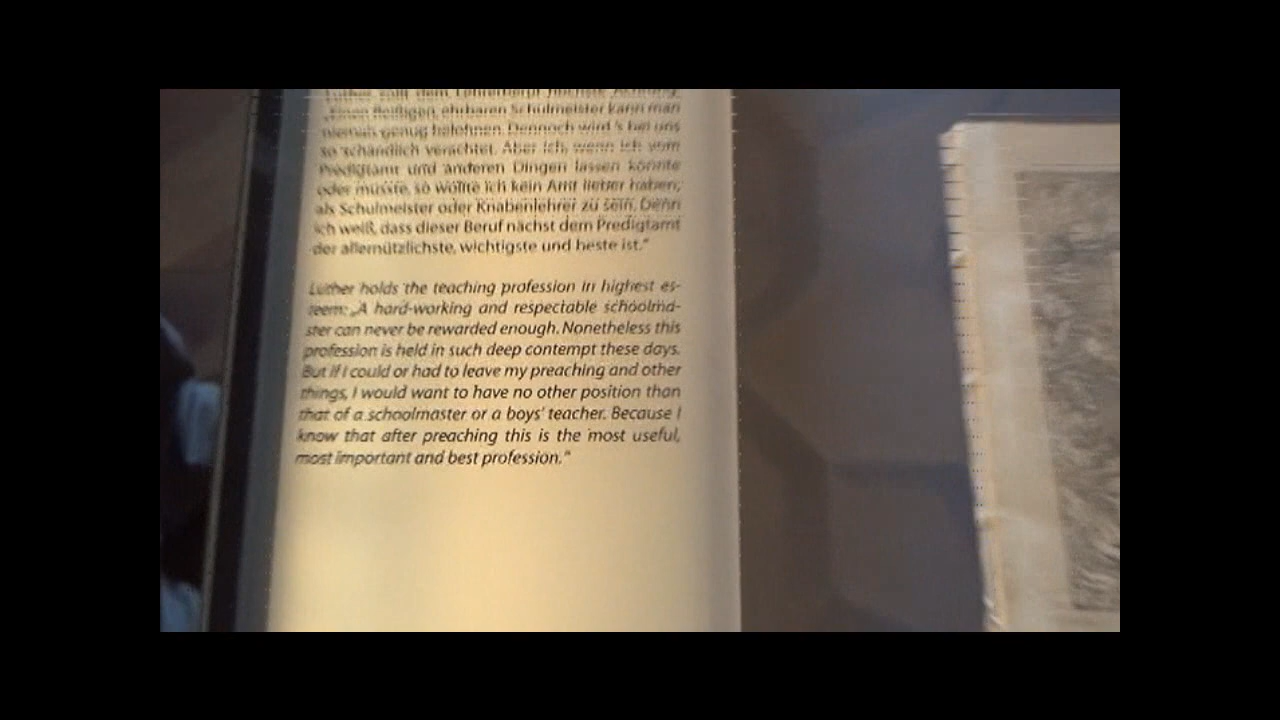 Luther zollt dem Lehrerberuf höchste Achtung.
„Einen fleißigen, ehrbaren Schulmeister kann man
niemals genug belohnen. Dennoch wird 's bei uns
so schändlich verachtet. Aber ich, wenn ich vom
Predigtamt und anderen Dingen lassen könnte
oder müsste, so wollte ich kein Amt lieber haben,
als Schulmeister oder Knabenlehrer zu sein. Denn
ich weiß, dass dieser Beruf nächst dem Predigtamt
der allernützlichste, wichtigste und beste ist."
Luther holds the teaching profession in highest es-
teem: „A hard-working and respectable schoolma-
ster can never be rewarded enough. Nonetheless this
profession is held in such deep contempt these days.
But if I could or had to leave my preaching and other
things, I would want to have no other position than
that of a schoolmaster or a boys' teacher. Because I
know that after preaching this is the most useful,
most important and best profession."